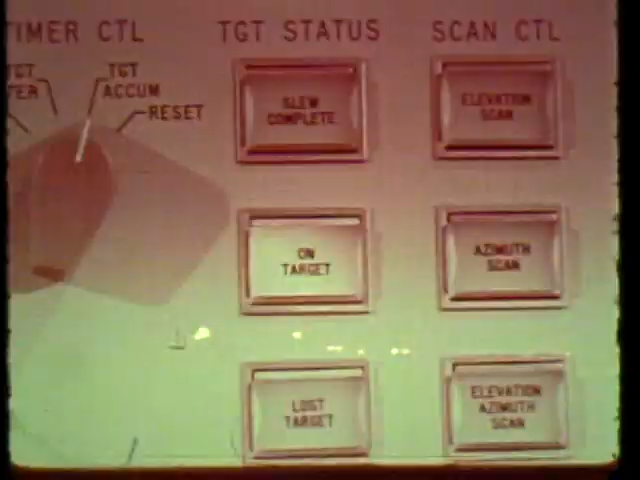 TIMER CTL
TGT STATUS
SCAN CTL
TGT
TGT
ACCUM
RESET
SLEW
COMPLETE
ELEVATION
SCAN
ON
TARGET
AZIMUTH
SCAN
LOST
TARGET
ELEVATION
AZIMUTH
SCAN